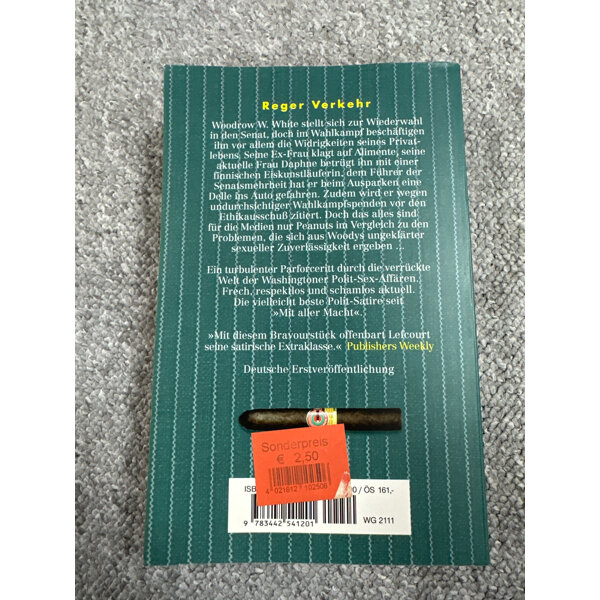 Reger Verkehr
Woodrow W. White stellt sich zur Wiederwahl
in den Senat, doch im Wahlkampf beschäftigen
ihn vor allem die Widrigkeiten seines Privat-
lebens. Seine Ex-Frau klagt auf Alimente, seine
aktuelle Frau Daphne betrügt ihn mit einer
finnischen Eiskunstläuferin, dem Führer der
Senatsmehrheit hat er beim Ausparken eine
Delle ins Auto gefahren. Zudem wird er wegen
undurchsichtiger Wahlkampfspenden vor den
Ethikausschuß zitiert. Doch das alles sind
für die Medien nur Peanuts im Vergleich zu den
Problemen, die sich aus Woodys ungeklärter
sexueller Zuverlässigkeit ergeben ...
Ein turbulenter Parforceritt durch die verrückte
Welt der Washingtoner Polit-Sex-Affären.
Frech, respektlos und schamlos aktuell.
Die vielleicht beste Polit-Satire seit
»Mit aller Macht«.
»Mit diesem Bravourstück offenbart Lefcourt
seine satirische Extraklasse.« Publishers Weekly
Deutsche Erstveröffentlichung
Sonderpreis
€ 2,50
4 021612 102506
ISB 0 / ÖS 161,-
9 783442 541201
WG 2111